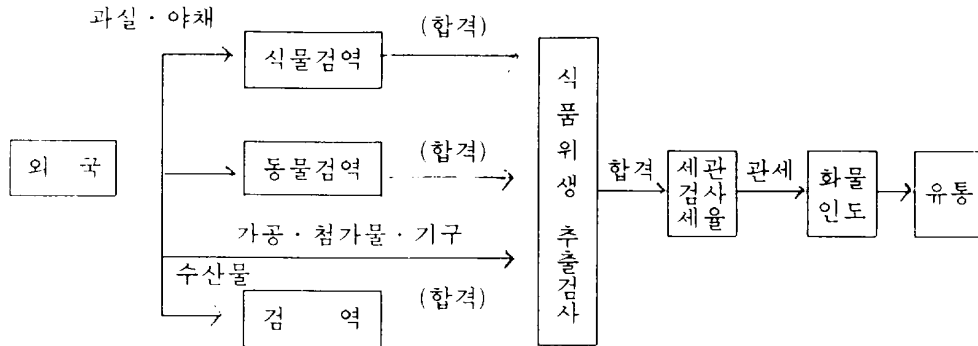 과실 · 야채
(합격)
식물검역
외 국
동물검역
(합격)
가공 · 첨가물 · 기구
수산물
(합격)
검 역
식품위생 추출검사
합격
세관
검사
세율
관세
화물
인도
유통